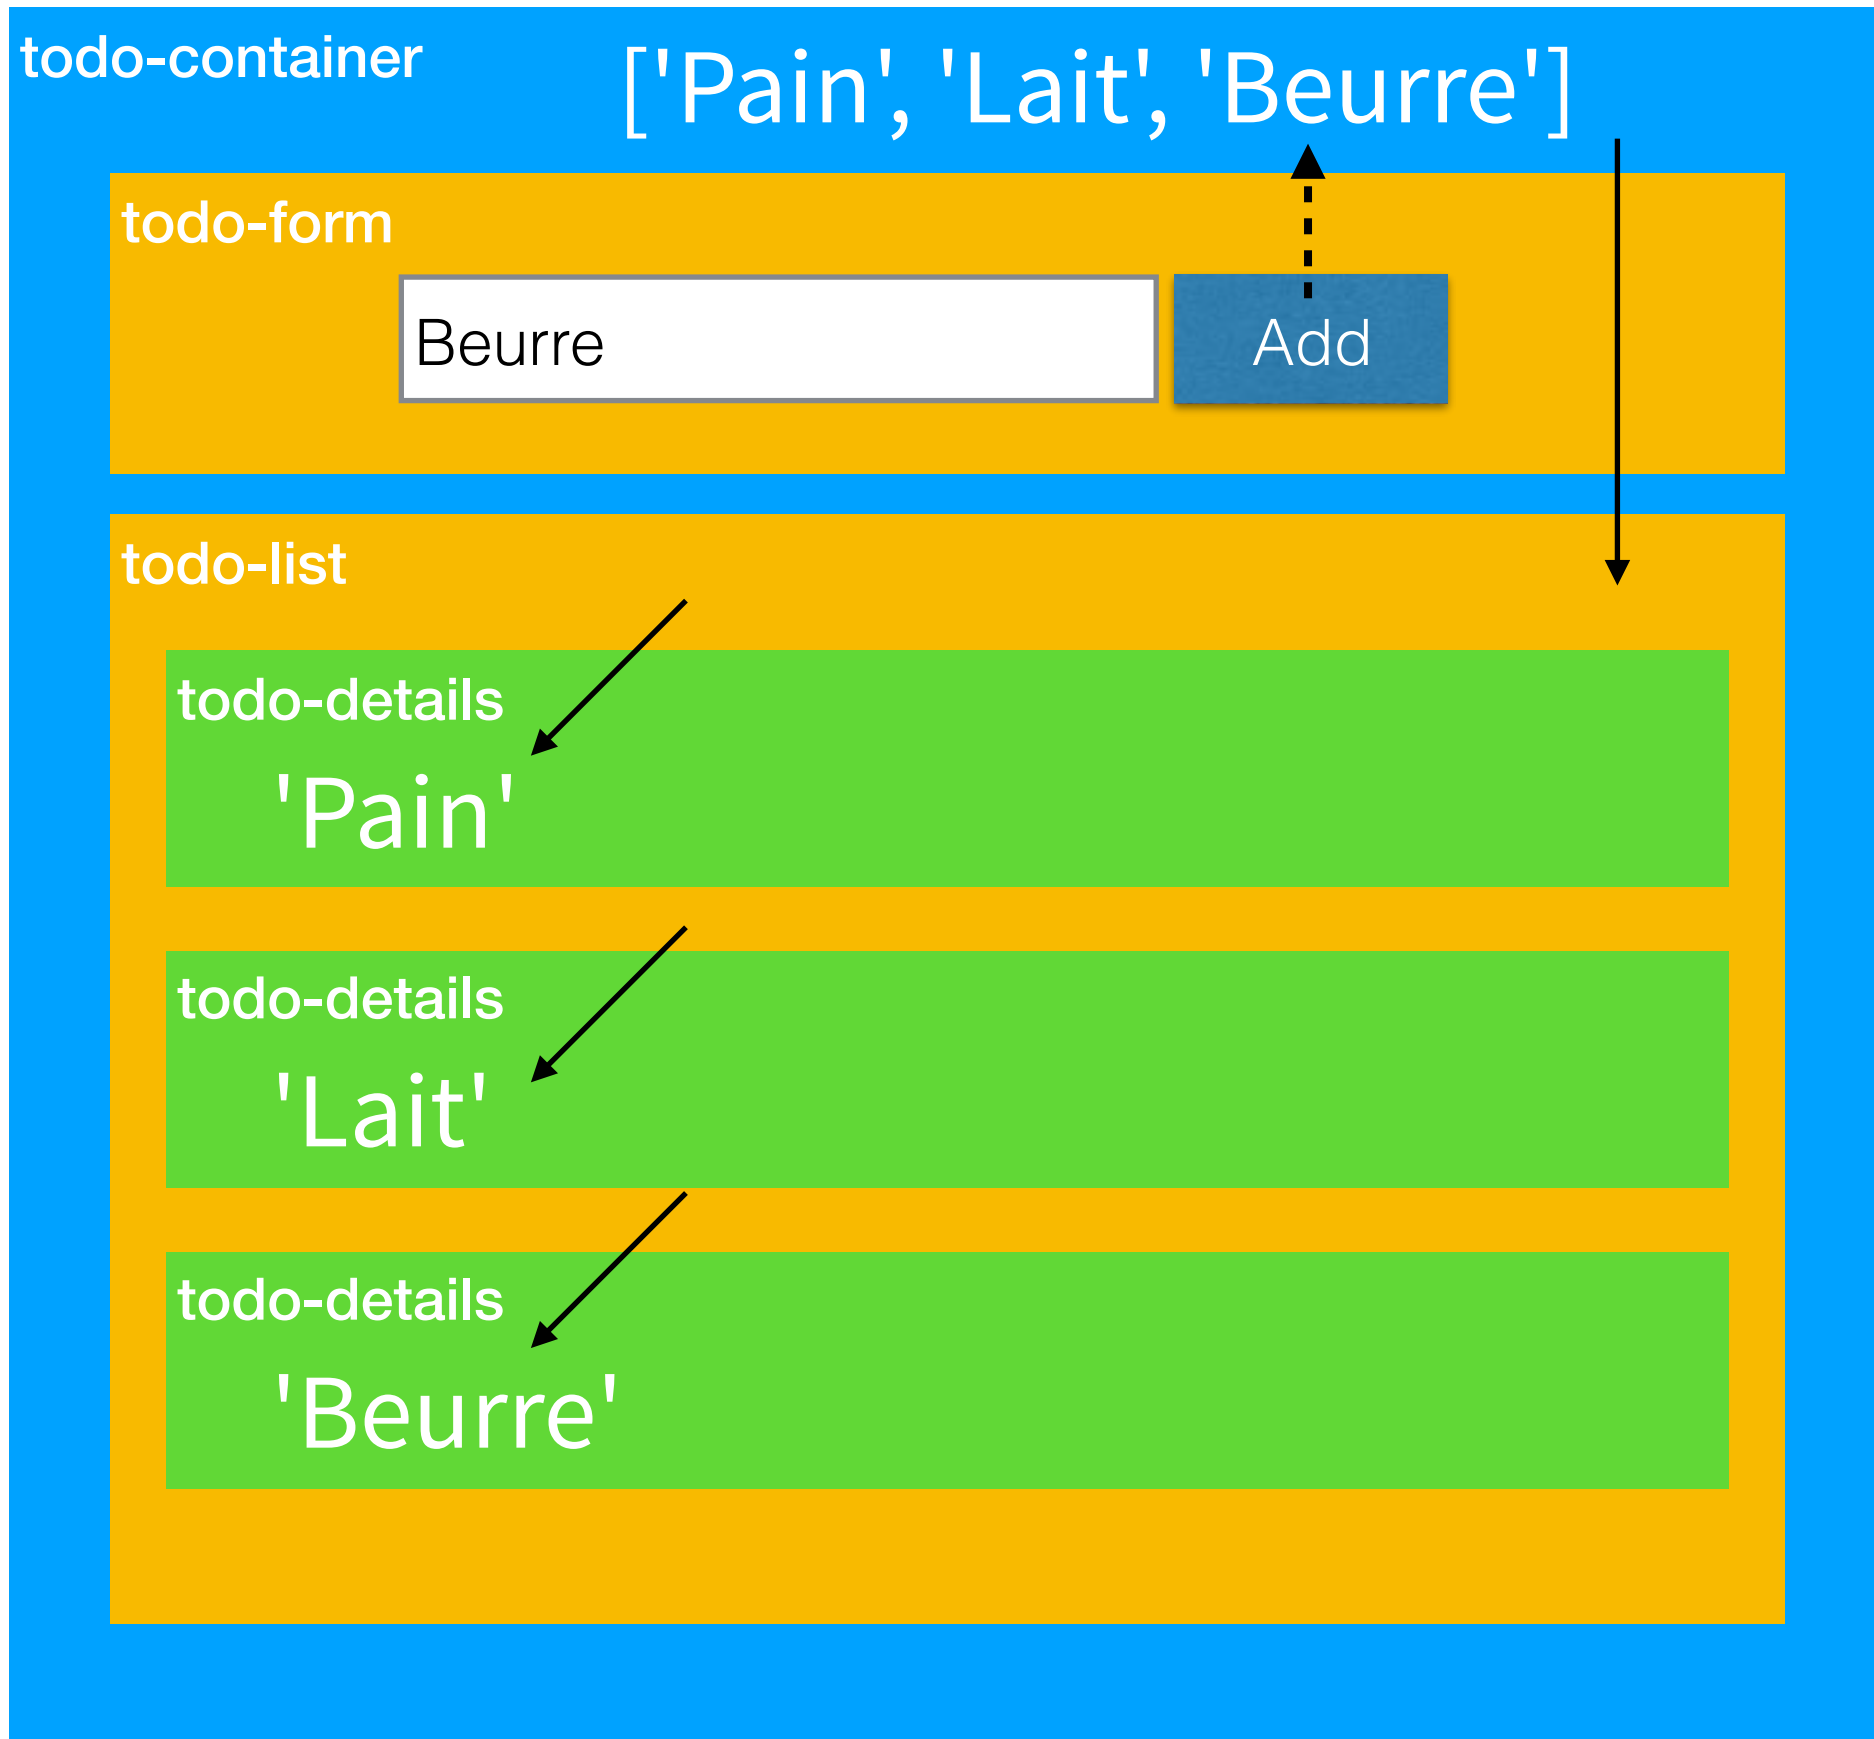 todo-container
['Pain', 'Lait', 'Beurre']
todo-form
Beurre
Add
todo-list
todo-details
'Pain'
todo-details
'Lait'
todo-details
'Beurre'